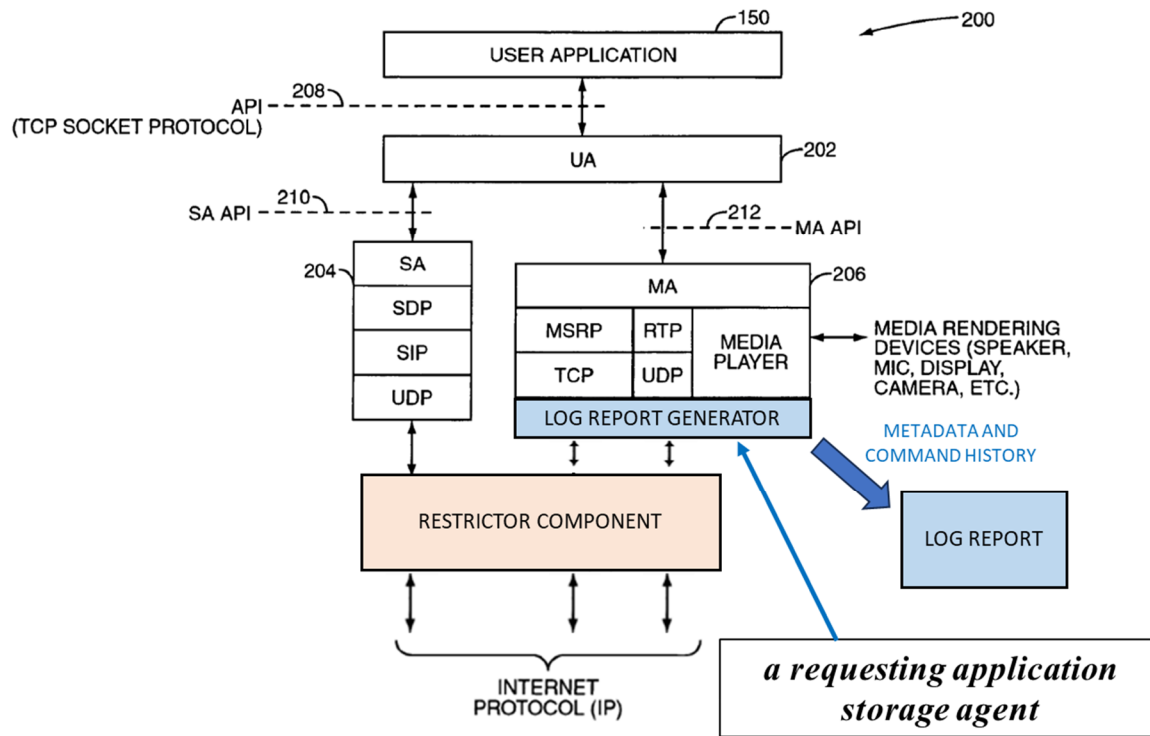 150
200
USER APPLICATION
208
API
(TCP SOCKET PROTOCOL)
UA
202
210
SA API
212
MA API
204
SA
SDP
SIP
UDP
206
MA
MSRP
RTP
MEDIA
PLAYER
TCP
UDP
MEDIA RENDERING
DEVICES (SPEAKER,
MIC, DISPLAY,
CAMERA, ETC.)
LOG REPORT GENERATOR
METADATA AND
COMMAND HISTORY
RESTRICTOR COMPONENT
LOG REPORT
INTERNET
PROTOCOL (IP)
a requesting application
storage agent